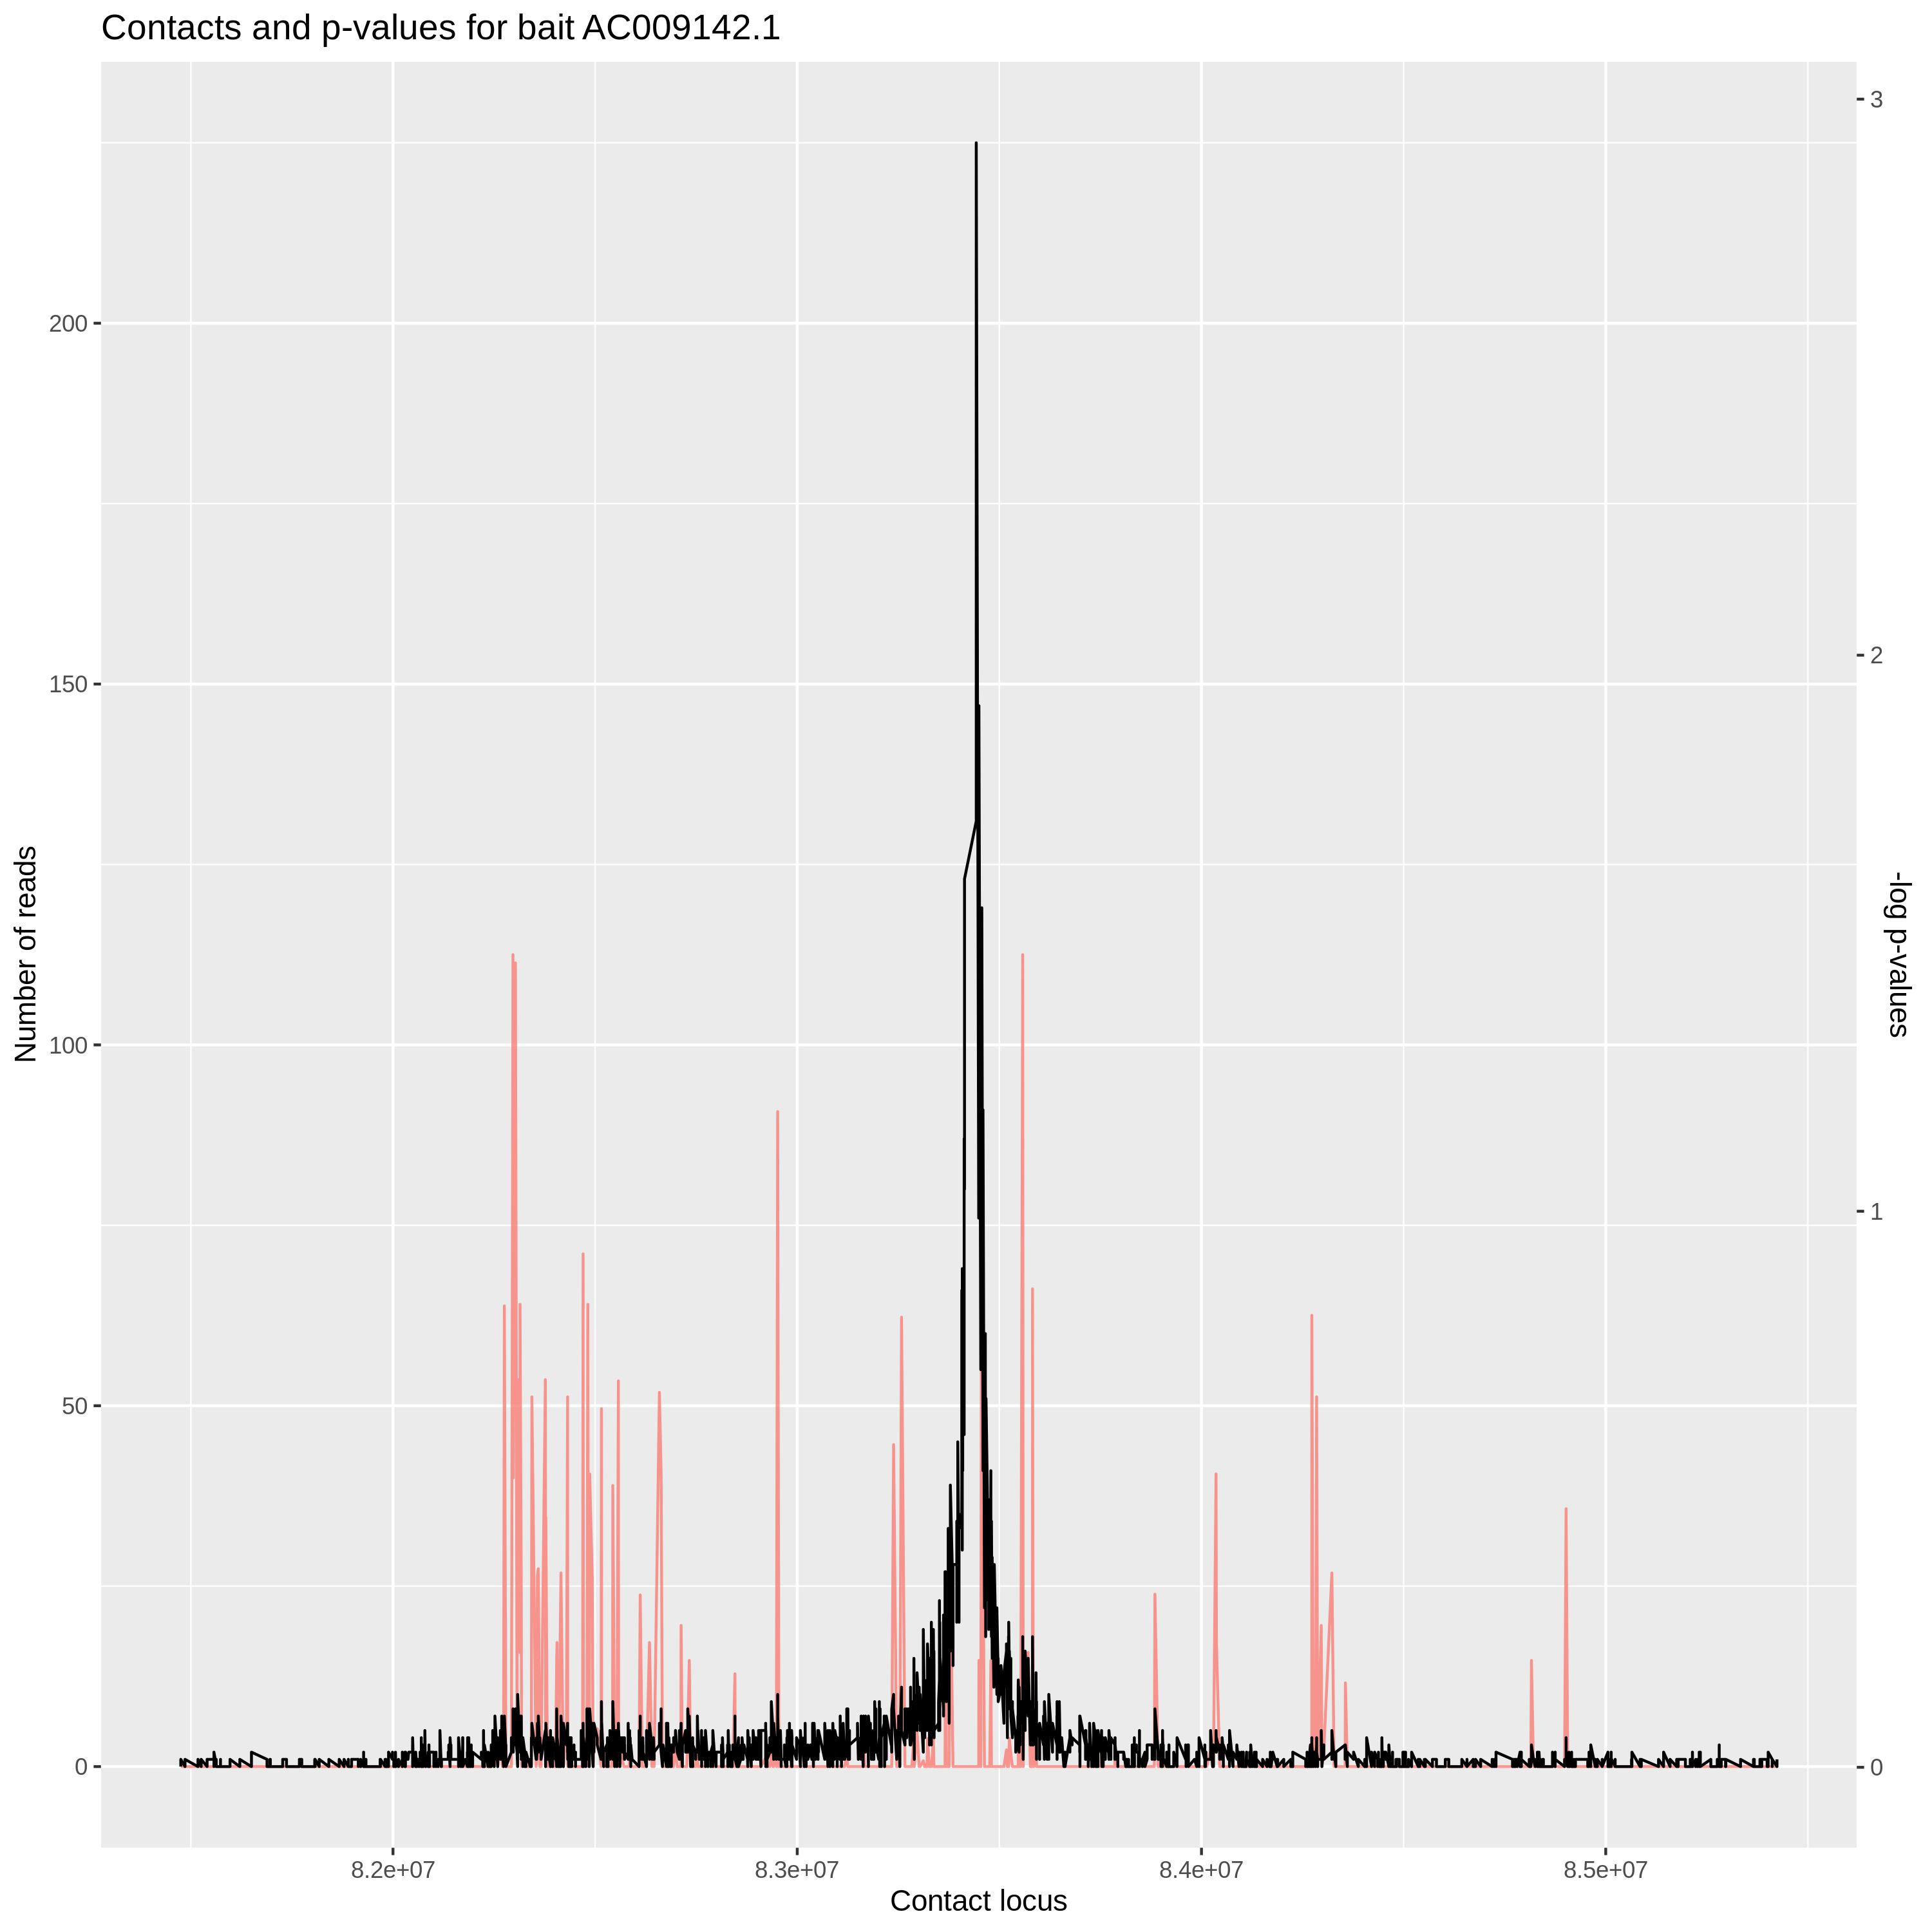 Contacts and p-values for bait AC009142.1
200
150
100
50
0
3
2
1
0
8.2e+07
8.3e+07
8.4e+07
8.5e+07
Contact locus
Number of reads
-log p-values